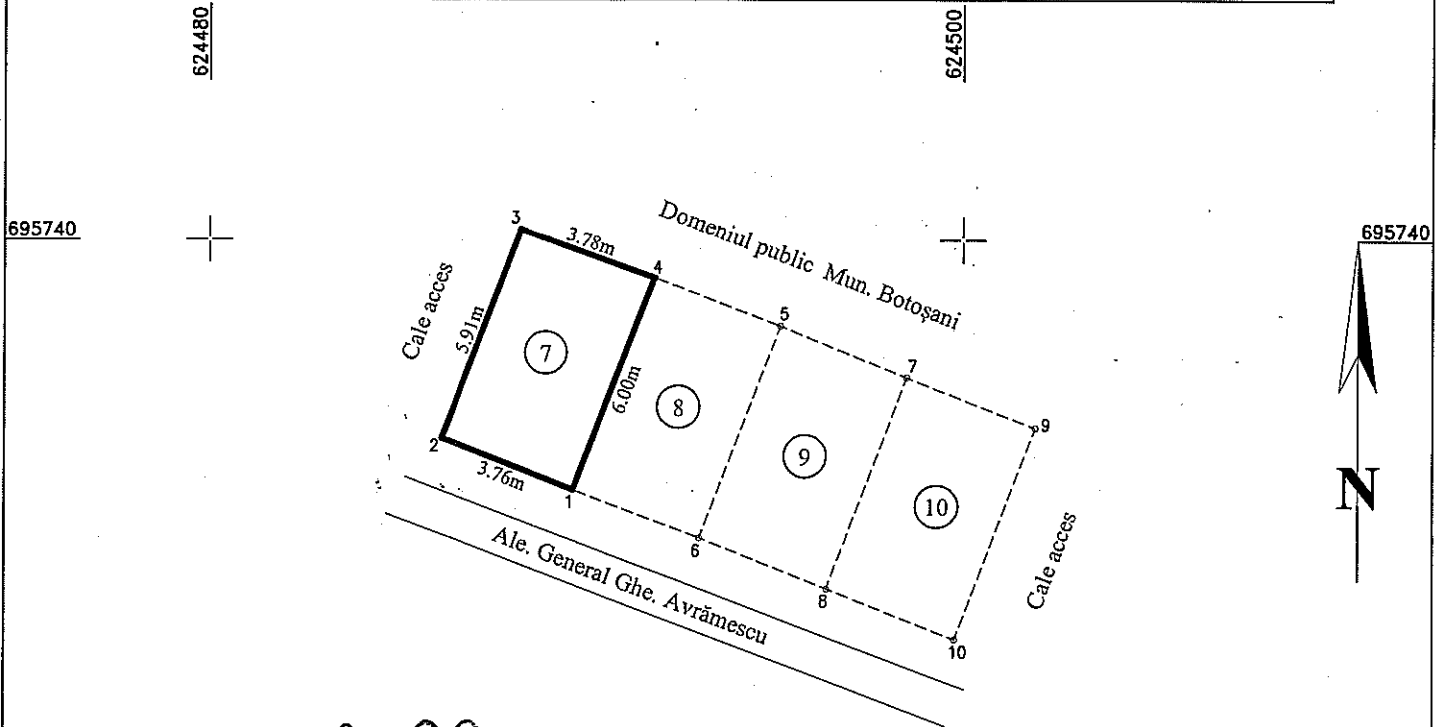 624480
624500
695740
695740
3
3.78m
4
Domeniul public Mun. Botoșani
Cale acces
5.91m
7
6.00m
5
8
7
9
9
10
2
3.76m
1
6
8
10
Cale acces
Ale. General Ghe. Avrămescu
N